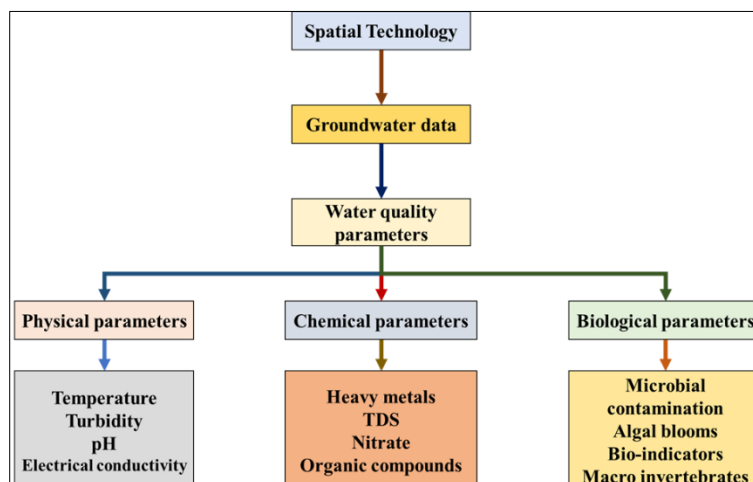 Spatial Technology
Groundwater data
Water quality
parameters
Physical parameters
Chemical parameters
Biological parameters
Temperature
Turbidity
pH
Electrical conductivity
Heavy metals
TDS
Nitrate
Organic compounds
Microbial
contamination
Algal blooms
Bio-indicators
Macro invertebrates